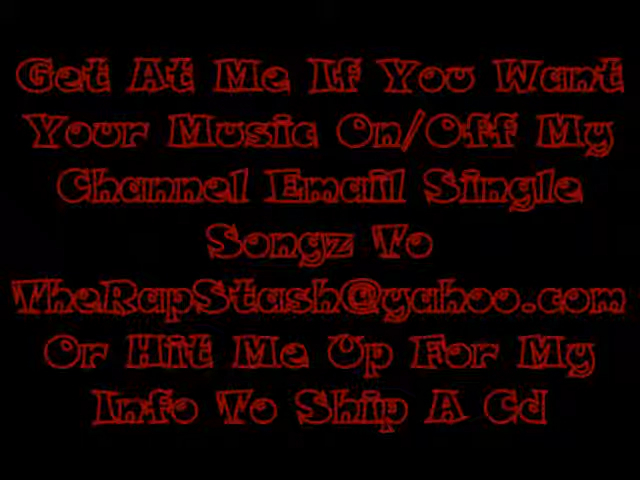 Get At Me If You Want
Your Music On/Off My
Channel Email Single
Songz To
TheRapStash@yahoo.com
Or Hit Me Up For My
Info To Ship A Cd